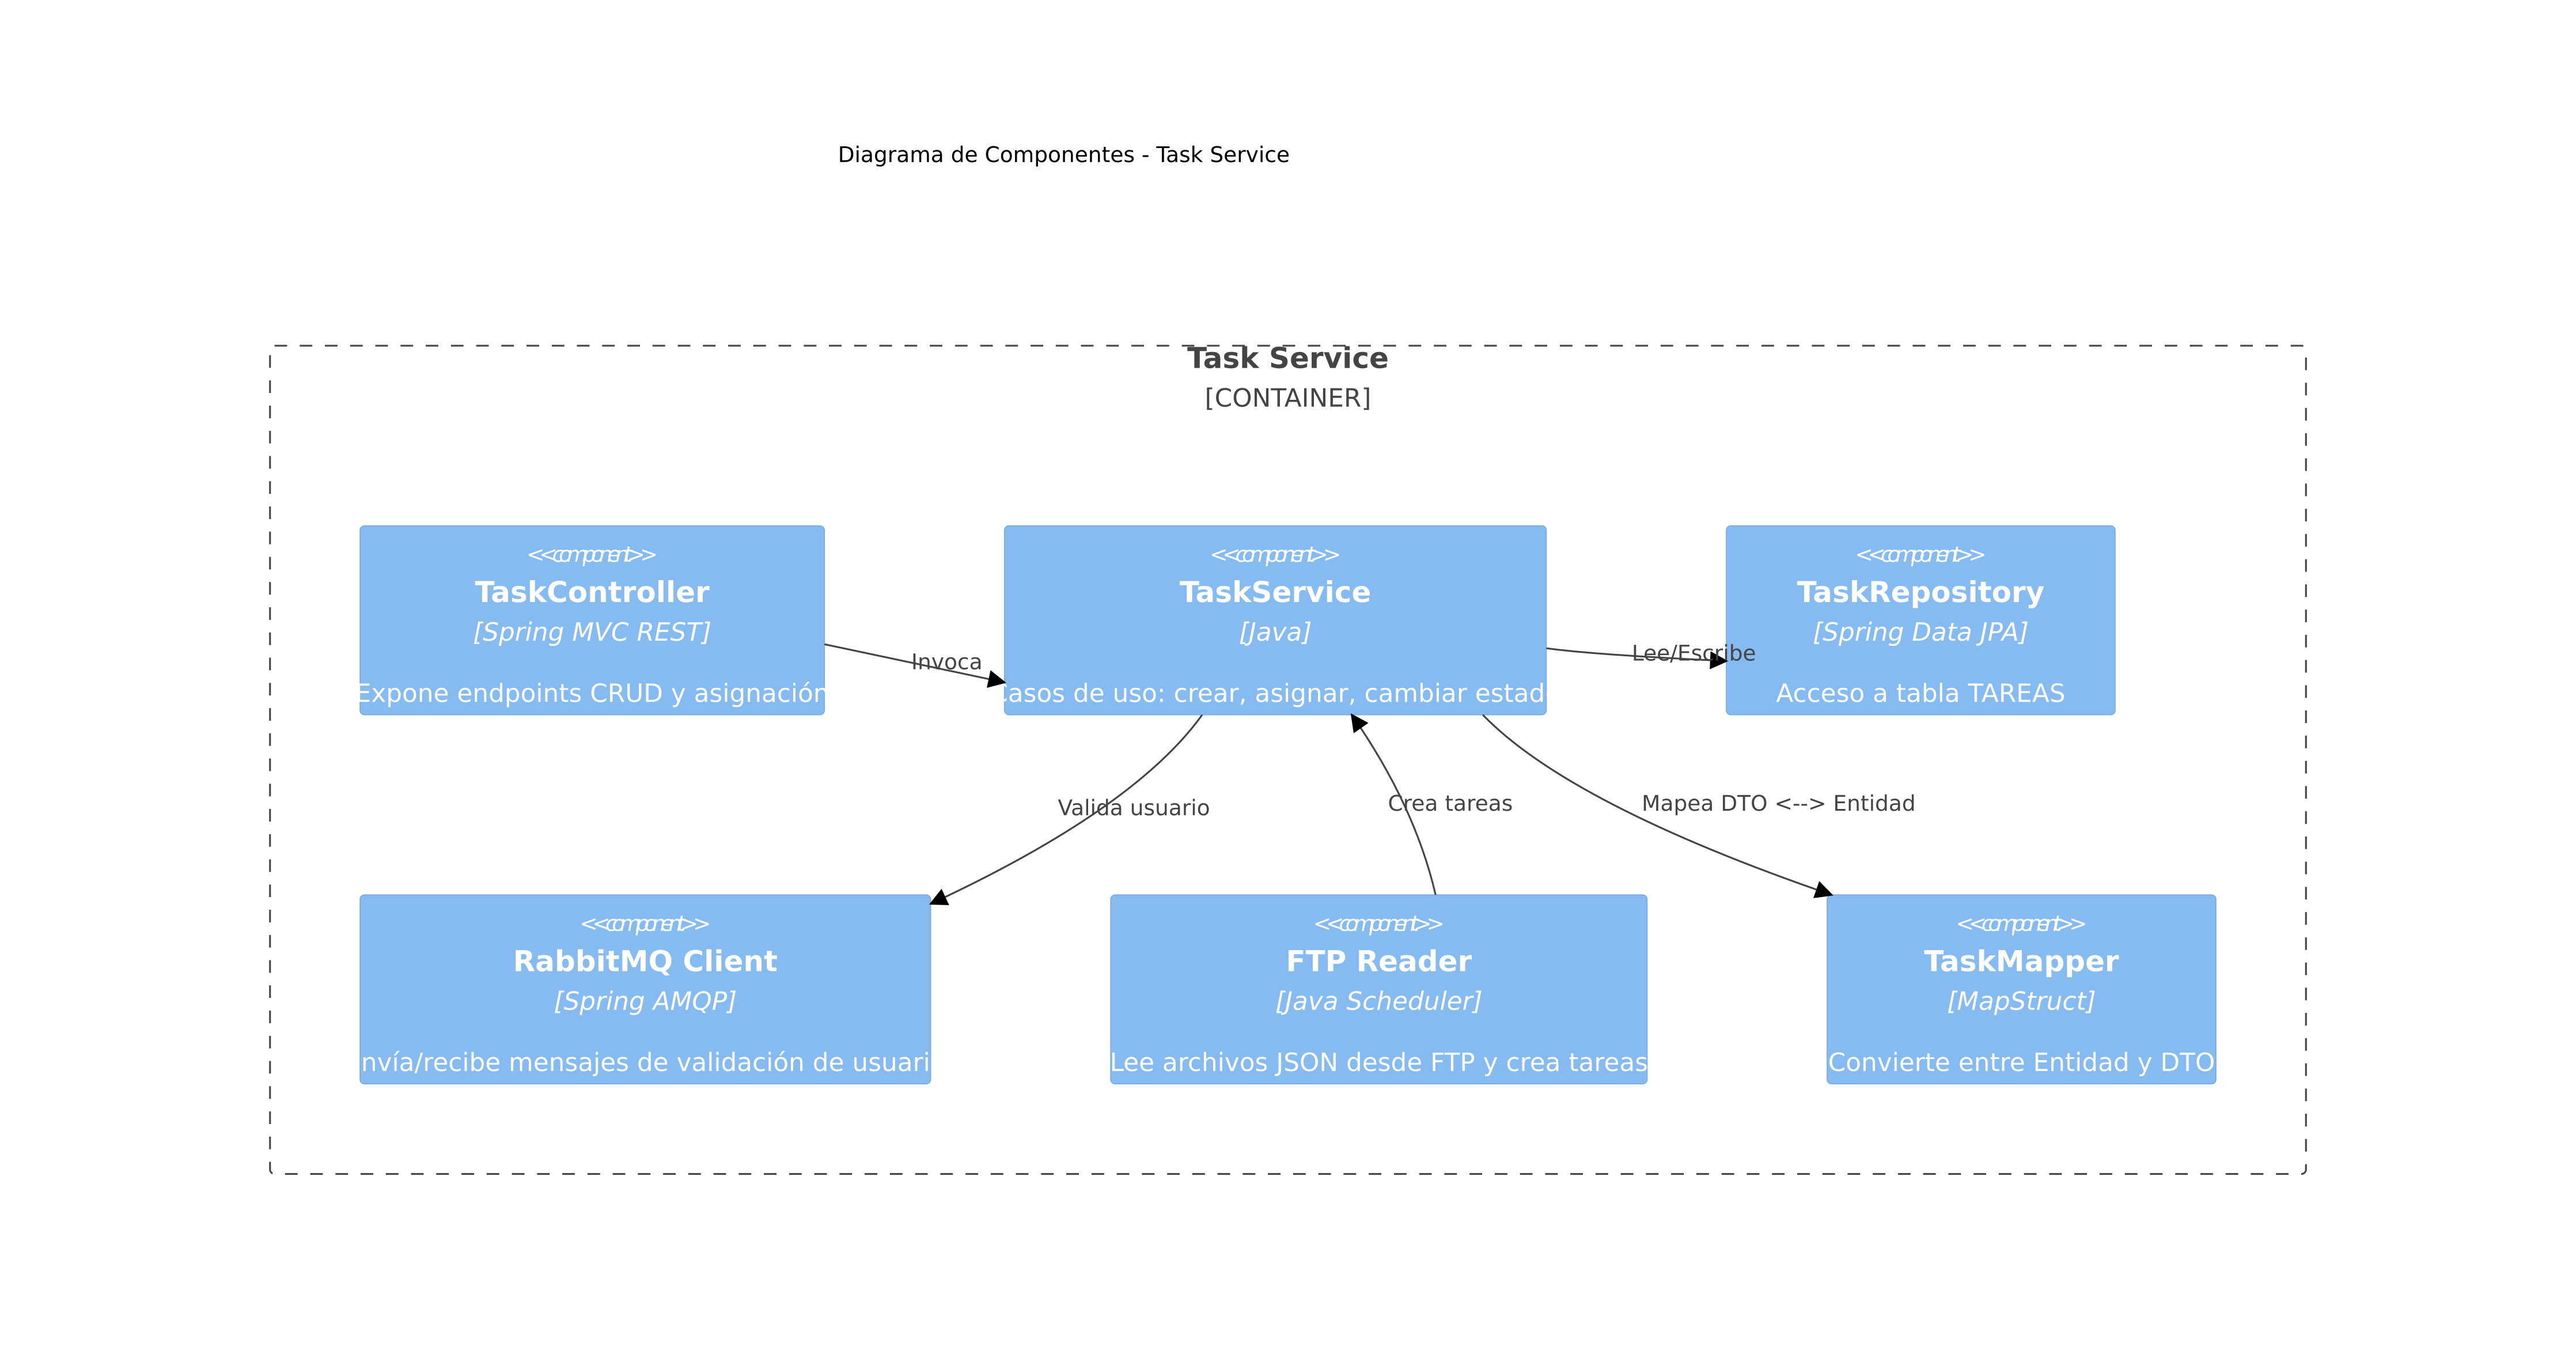 Diagrama de Componentes - Task Service
Task Service
[CONTAINER]
<<component>>
TaskController
[Spring MVC REST]
Expone endpoints CRUD y asignación
Invoca
<<component>>
TaskService
[Java]
casos de uso: crear, asignar, cambiar estad
Lee/Escribe
<<component>>
TaskRepository
[Spring Data JPA]
Acceso a tabla TAREAS
Valida usuario
Crea tareas
Mapea DTO <--> Entidad
<<component>>
RabbitMQ Client
[Spring AMQP]
nvía/recibe mensajes de validación de usuari
<<component>>
FTP Reader
[Java Scheduler]
Lee archivos JSON desde FTP y crea tareas
<<component>>
TaskMapper
[MapStruct]
Convierte entre Entidad y DTO